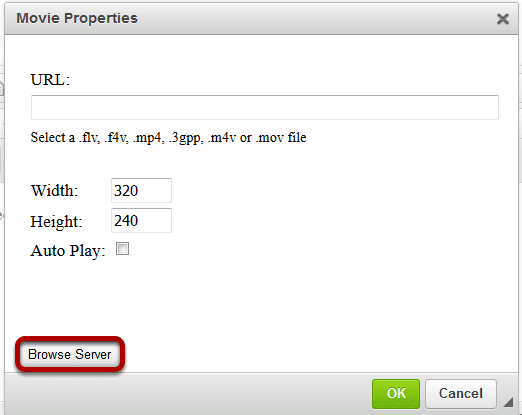 Movie Properties
URL:
Select a .flv, .f4v, .mp4, .3gpp, .m4v or .mov file
Width: 320
Height: 240
Auto Play:
Browse Server
OK Cancel